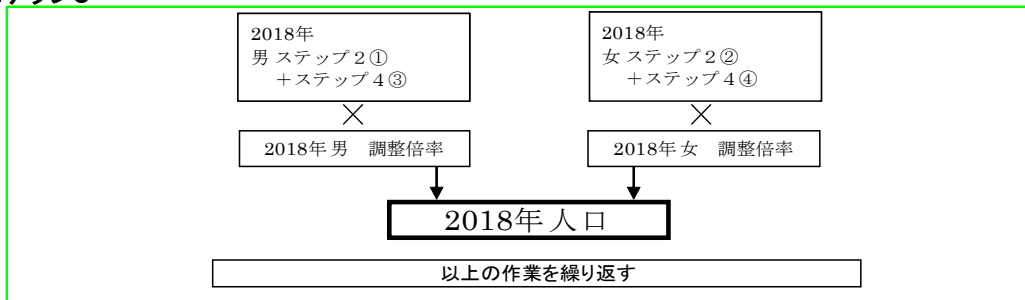 2018年
男 ステップ２①
＋ステップ４③
2018年
女 ステップ２②
＋ステップ４④
×
×
2018年 男　調整倍率
2018年 女　調整倍率
2018年 人口
以上の作業を繰り返す